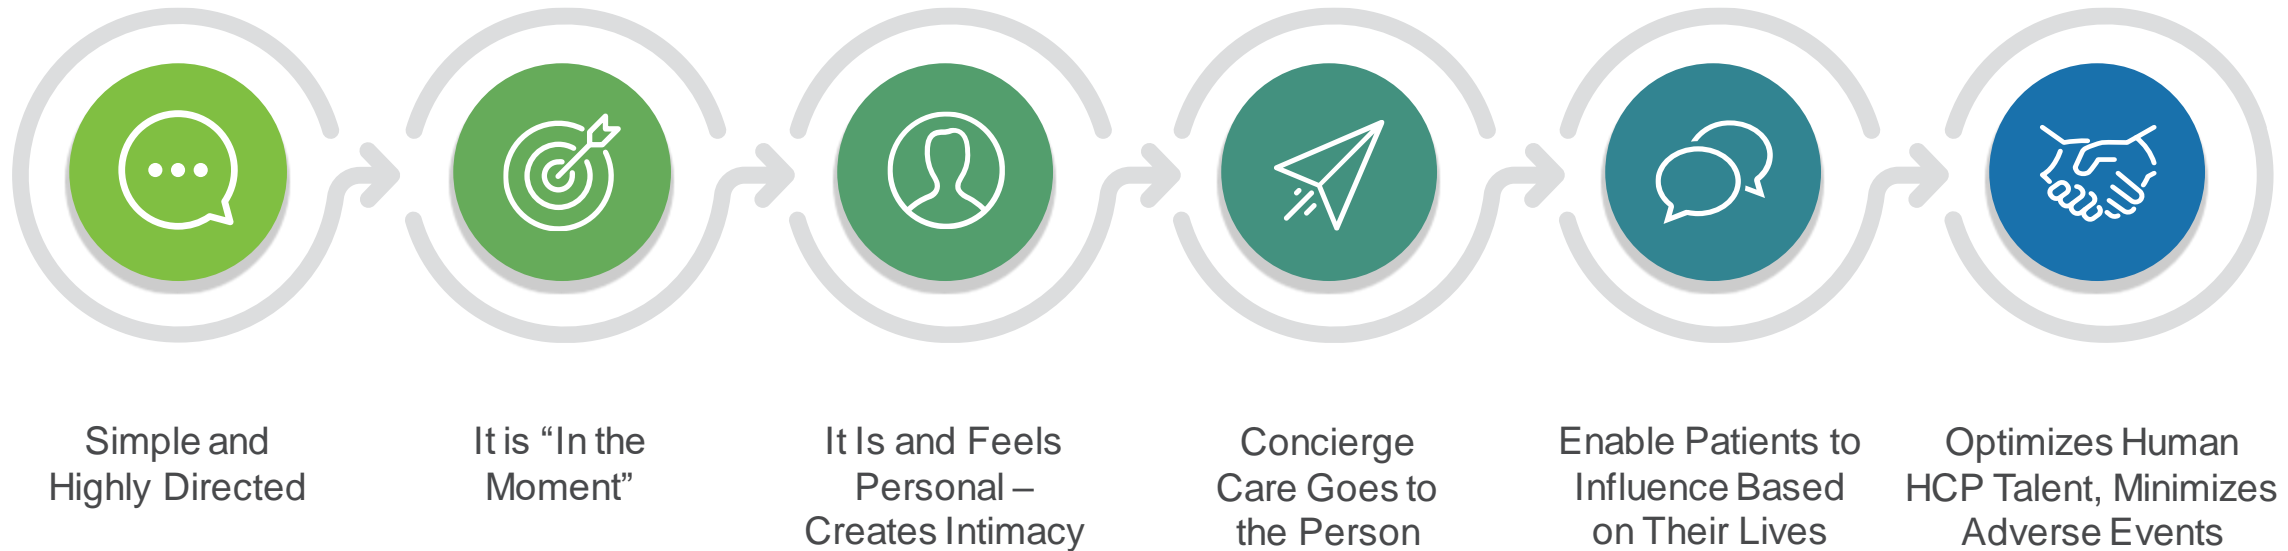 Simple and
Highly Directed
It is “In the
Moment”
It Is and Feels
Personal –
Creates Intimacy
Concierge
Care Goes to
the Person
Enable Patients to
Influence Based
on Their Lives
Optimizes Human
HCP Talent, Minimizes
Adverse Events